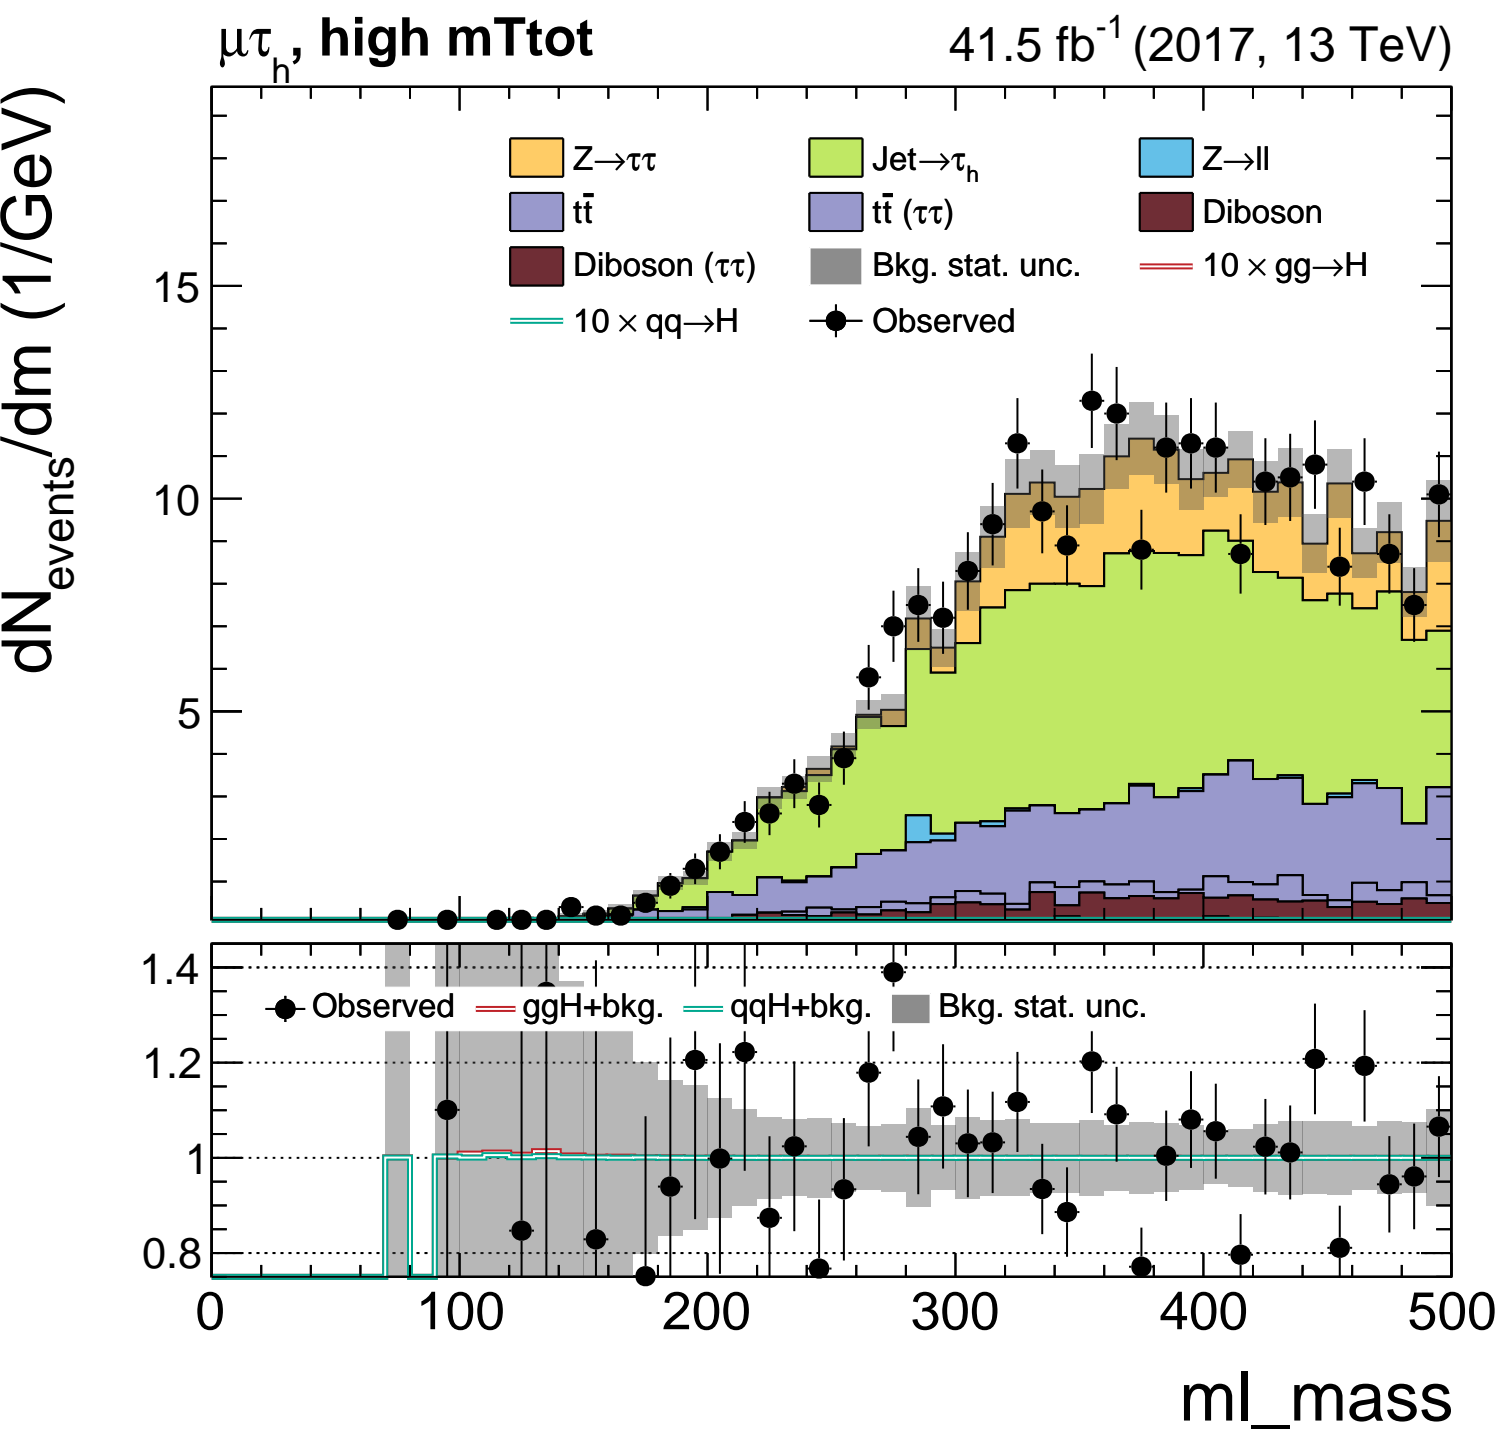 μτh, high mTtot 41.5 fb-1 (2017, 13 TeV)
dNevents/dm (1/GeV)
Z→ττ Jet→τh Z→ll
tt̄ tt̄ (ττ) Diboson
Diboson (ττ) Bkg. stat. unc. 10 × gg→H
10 × qq→H Observed
15
10
5
1.4
Observed ggH+bkg. qqH+bkg. Bkg. stat. unc.
1.2
1
0.8
0 100 200 300 400 500
ml_mass